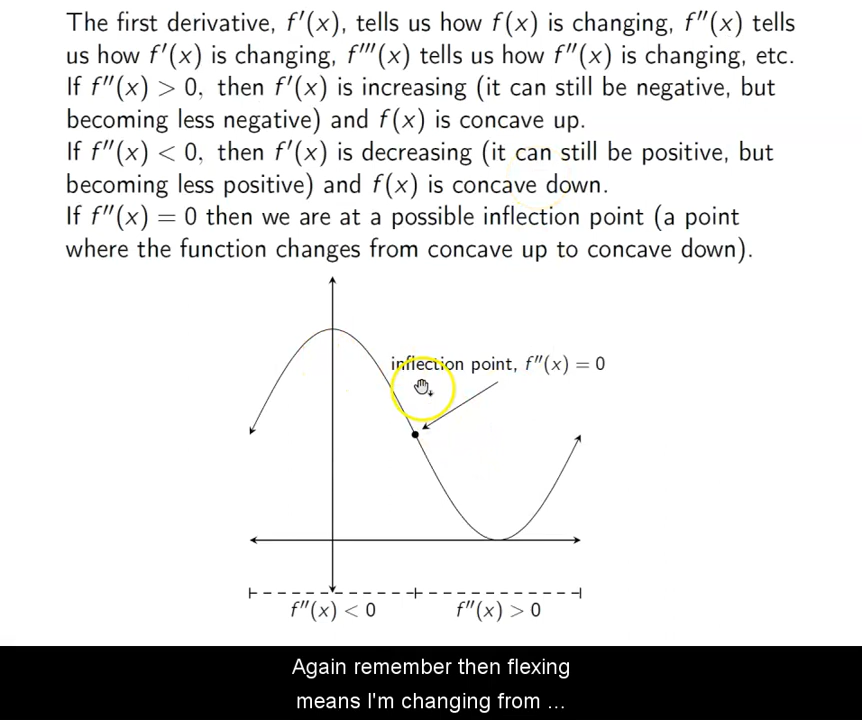 The first derivative, f′(x), tells us how f(x) is changing, f″(x) tells
us how f′(x) is changing, f‴(x) tells us how f″(x) is changing, etc.
If f″(x) > 0, then f′(x) is increasing (it can still be negative, but
becoming less negative) and f(x) is concave up.
If f″(x) < 0, then f′(x) is decreasing (it can still be positive, but
becoming less positive) and f(x) is concave down.
If f″(x) = 0 then we are at a possible inflection point (a point
where the function changes from concave up to concave down).
inflection point, f″(x) = 0
f″(x) < 0
f″(x) > 0
Again remember then flexing
means I'm changing from ...